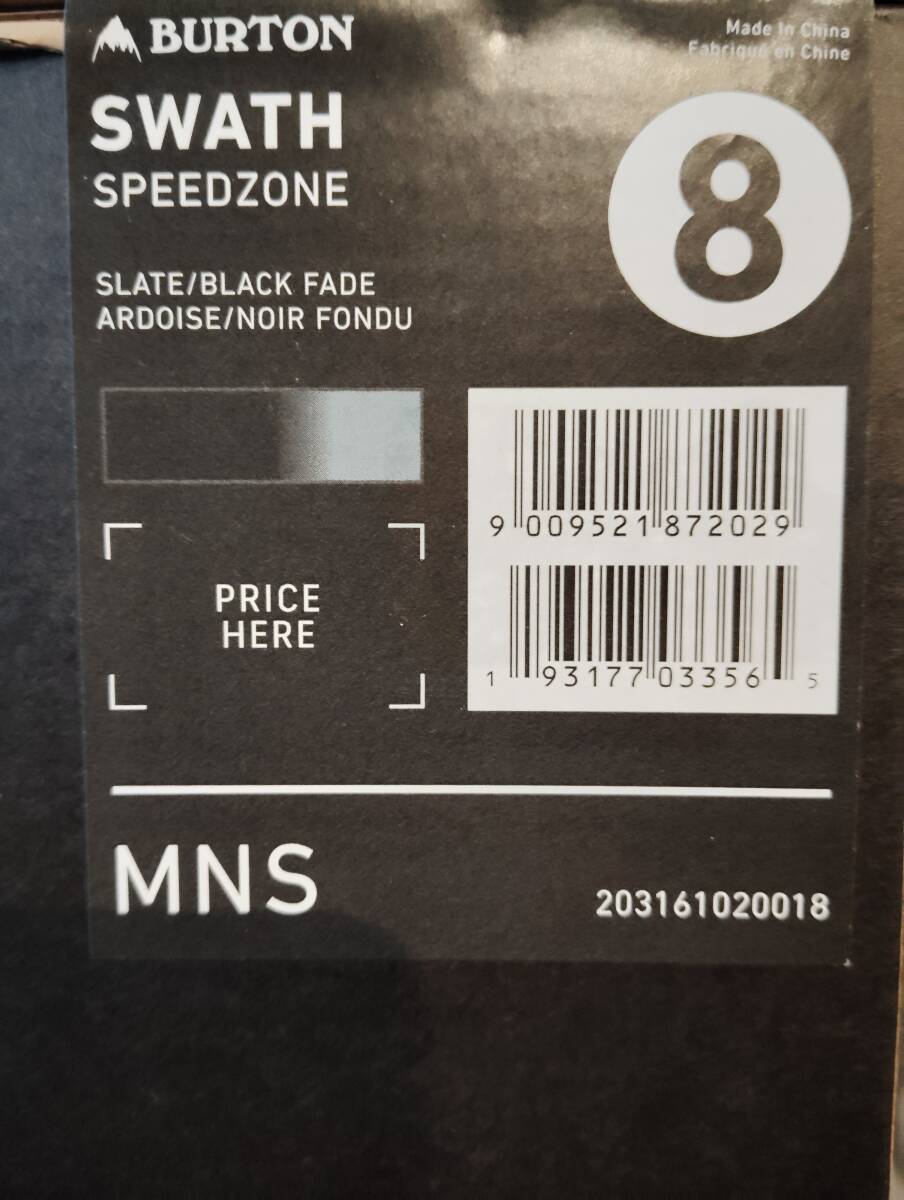 BURTON
Made in China
Fabriqué en Chine
SWATH
SPEEDZONE
8
SLATE/BLACK FADE
ARDOISE/NOIR FONDU
9 009521 872029
PRICE
HERE
1 93177 03356 5
MNS
203161020018